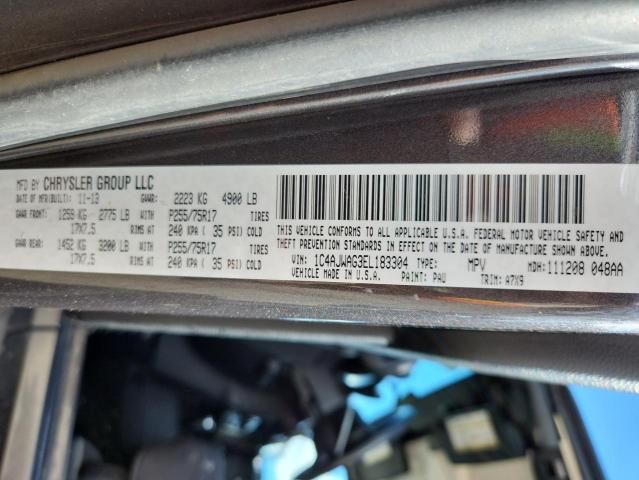 MFD BY CHRYSLER GROUP LLC
DATE OF MFR(BUILT): 11-13 GVWR: 2223 KG 4900 LB
GAWR FRONT: 1259 KG 2775 LB WITH P255/75R17 TIRES
17X7.5 RIMS AT 240 KPA ( 35 PSI) COLD
GAWR REAR: 1452 KG 3200 LB WITH P255/75R17 TIRES
17X7.5 RIMS AT 240 KPA ( 35 PSI) COLD
THIS VEHICLE CONFORMS TO ALL APPLICABLE U.S.A. FEDERAL MOTOR VEHICLE SAFETY AND
THEFT PREVENTION STANDARDS IN EFFECT ON THE DATE OF MANUFACTURE SHOWN ABOVE.
VIN: 1C4AJWAG3EL183304 TYPE: MPV MDH: 111208 048AA
VEHICLE MADE IN U.S.A. PAINT: PAU TRIM: A7X9